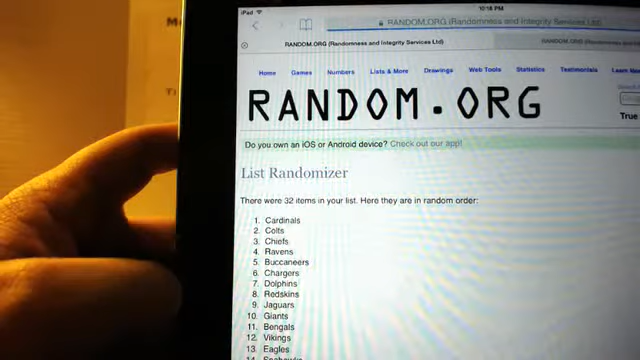 iPad 10:18 PM
RANDOM.ORG (Randomness and Integrity Services Ltd)
RANDOM.ORG (Randomness and Integrity Services Ltd) RANDOM.ORG (Randomness and
Home Games Numbers Lists & More Drawings Web Tools Statistics Testimonials Learn
RANDOM.ORG
True
Do you own an iOS or Android device? Check out our app!
List Randomizer
There were 32 items in your list. Here they are in random order:
1. Cardinals
2. Colts
3. Chiefs
4. Ravens
5. Buccaneers
6. Chargers
7. Dolphins
8. Redskins
9. Jaguars
10. Giants
11. Bengals
12. Vikings
13. Eagles
14. Seahawks